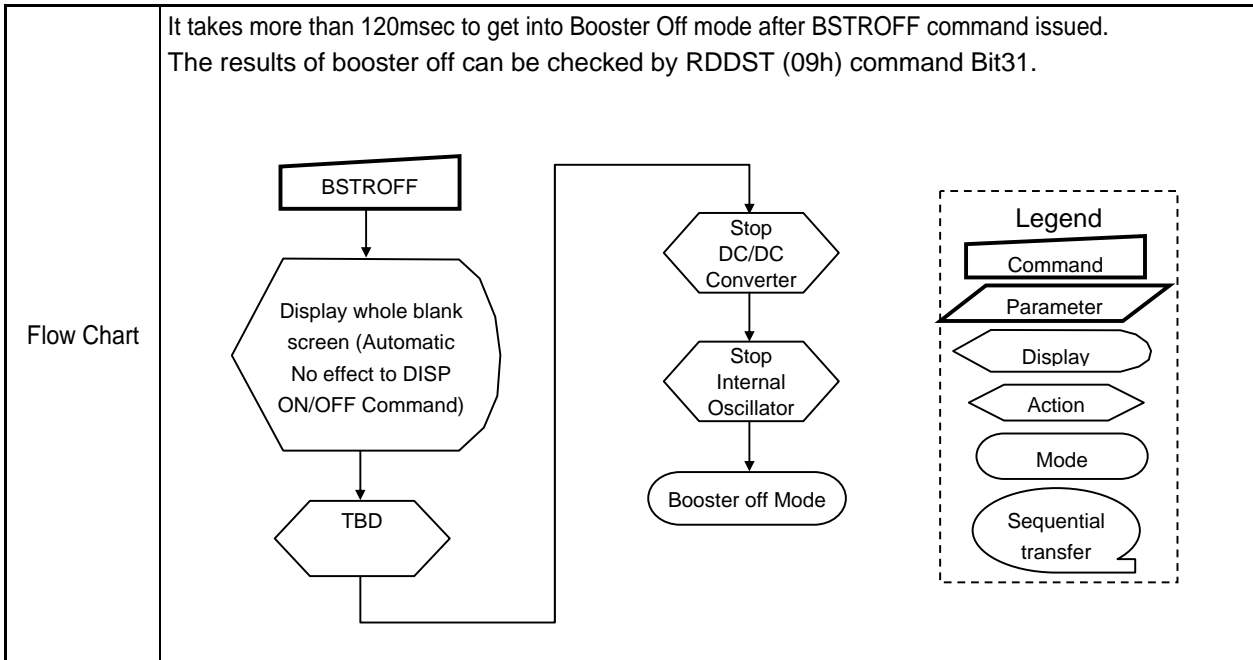 It takes more than 120msec to get into Booster Off mode after BSTROFF command issued.
The results of booster off can be checked by RDDST (09h) command Bit31.
Flow Chart
BSTROFF
Display whole blank
screen (Automatic
No effect to DISP
ON/OFF Command)
TBD
Stop
DC/DC
Converter
Stop
Internal
Oscillator
Booster off Mode
Legend
Command
Parameter
Display
Action
Mode
Sequential
transfer